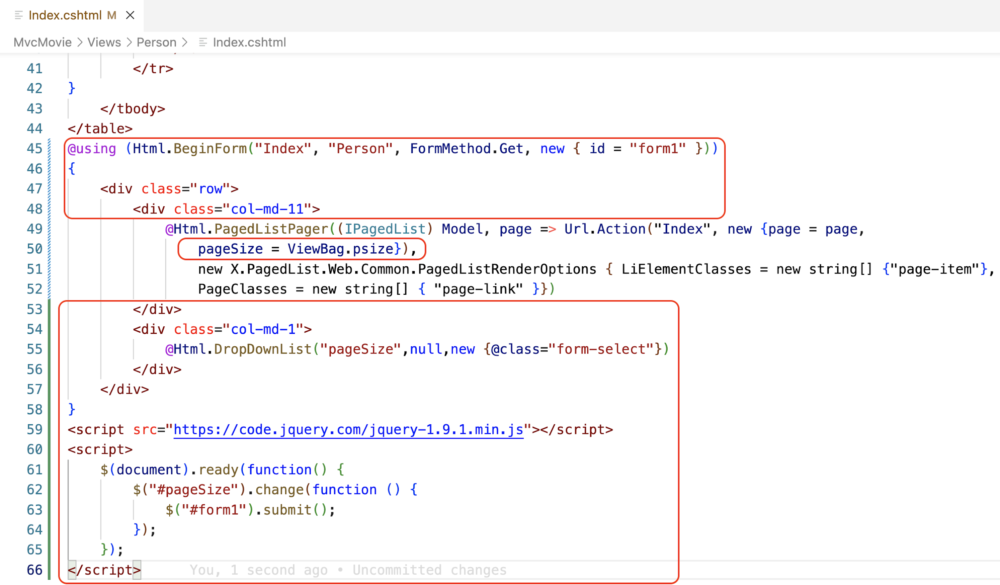 Index.cshtml M
MvcMovie > Views > Person > Index.cshtml
41 </tr>
42 }
43 </tbody>
44 </table>
45 @using (Html.BeginForm("Index", "Person", FormMethod.Get, new { id = "form1" }))
46 {
47 <div class="row">
48 <div class="col-md-11">
49 @Html.PagedListPager((IPagedList) Model, page => Url.Action("Index", new {page = page,
50 pageSize = ViewBag.psize}),
51 new X.PagedList.Web.Common.PagedListRenderOptions { LiElementClasses = new string[] {"page-item"},
52 PageClasses = new string[] { "page-link" }})
53 </div>
54 <div class="col-md-1">
55 @Html.DropDownList("pageSize",null,new {@class="form-select"})
56 </div>
57 </div>
58 }
59 <script src="https://code.jquery.com/jquery-1.9.1.min.js"></script>
60 <script>
61 $(document).ready(function() {
62 $("#pageSize").change(function () {
63 $("#form1").submit();
64 });
65 });
66 </script> You, 1 second ago • Uncommitted changes